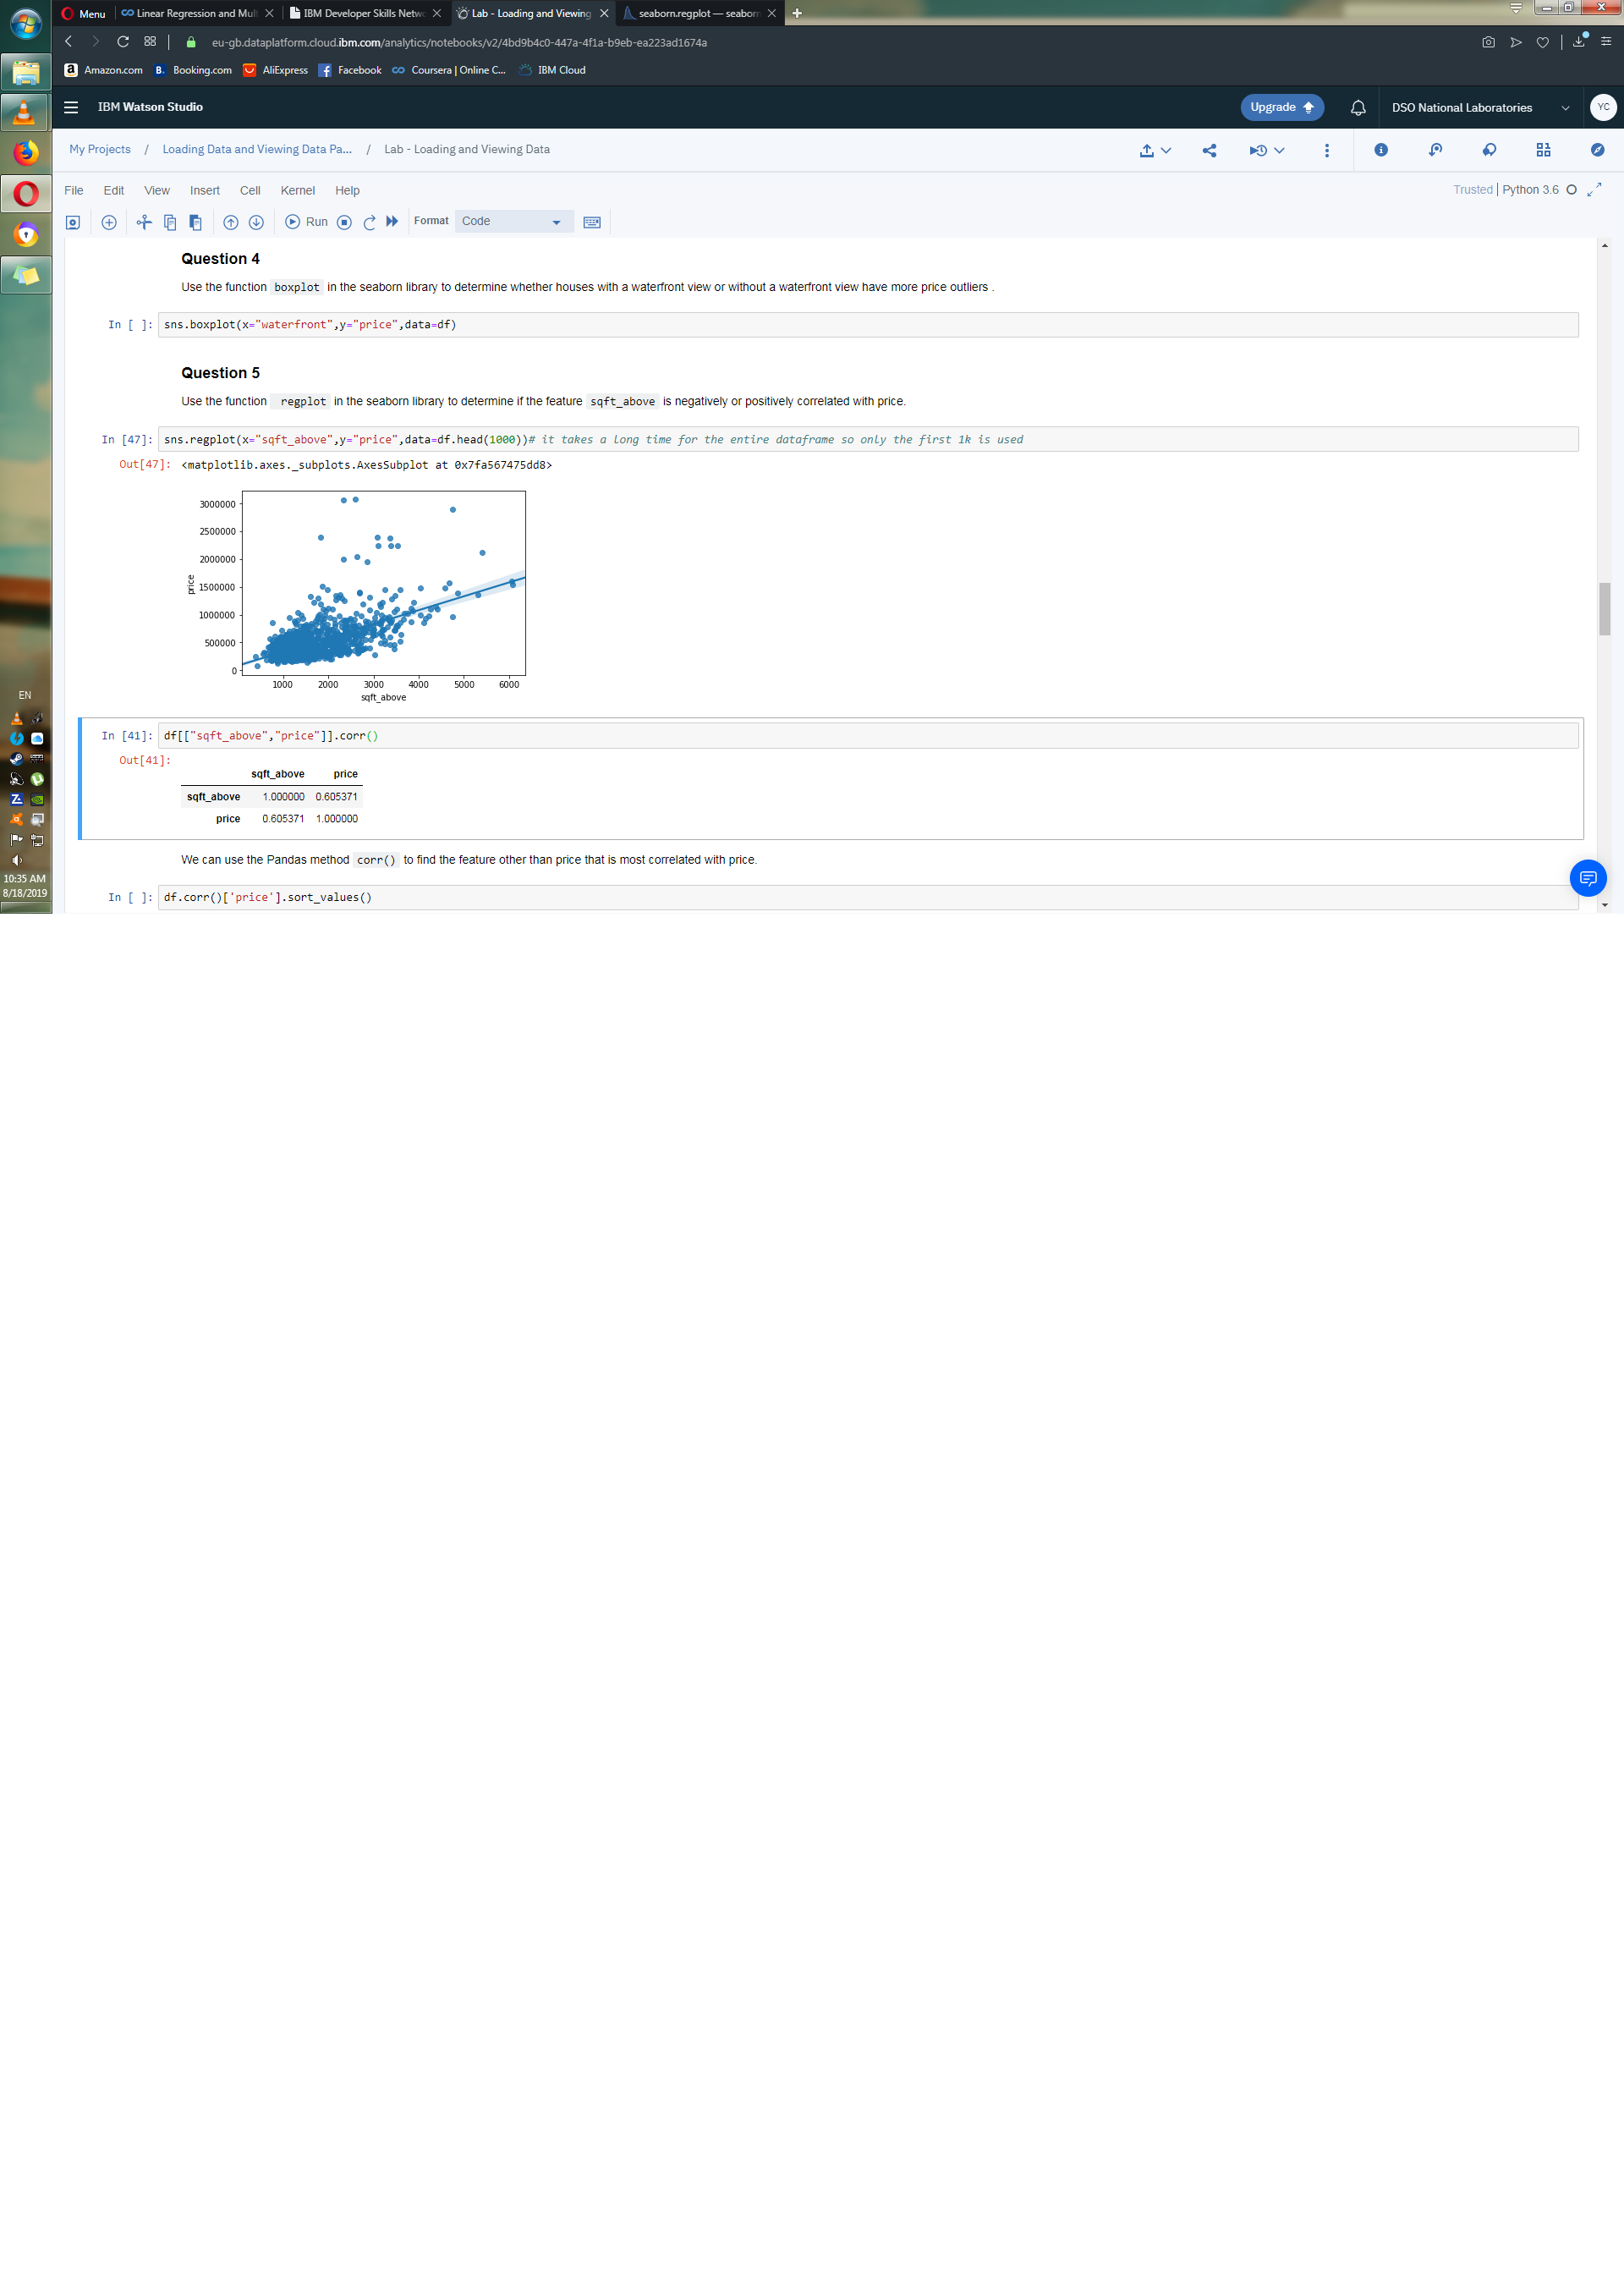 Menu
Linear Regression and Mul
IBM Developer Skills Netwo
Lab - Loading and Viewing
seaborn.regplot — seaborn
eu-gb.dataplatform.cloud.ibm.com/analytics/notebooks/v2/4bd9b4c0-447a-4f1a-b9eb-ea223ad1674a
Amazon.com Booking.com AliExpress Facebook Coursera | Online C... IBM Cloud
IBM Watson Studio
Upgrade
DSO National Laboratories
YC
My Projects / Loading Data and Viewing Data Pa... / Lab - Loading and Viewing Data
File Edit View Insert Cell Kernel Help
Trusted | Python 3.6
Run
Format
Code
Question 4
Use the function boxplot in the seaborn library to determine whether houses with a waterfront view or without a waterfront view have more price outliers .
In [ ]: sns.boxplot(x="waterfront",y="price",data=df)
Question 5
Use the function regplot in the seaborn library to determine if the feature sqft_above is negatively or positively correlated with price.
In [47]: sns.regplot(x="sqft_above",y="price",data=df.head(1000))# it takes a long time for the entire dataframe so only the first 1k is used
Out[47]: <matplotlib.axes._subplots.AxesSubplot at 0x7fa567475dd8>
3000000
2500000
2000000
1500000
1000000
500000
0
price
1000 2000 3000 4000 5000 6000
sqft_above
In [41]: df[["sqft_above","price"]].corr()
Out[41]:
sqft_above price
sqft_above 1.000000 0.605371
price 0.605371 1.000000
We can use the Pandas method corr() to find the feature other than price that is most correlated with price.
In [ ]: df.corr()['price'].sort_values()
EN
10:35 AM
8/18/2019